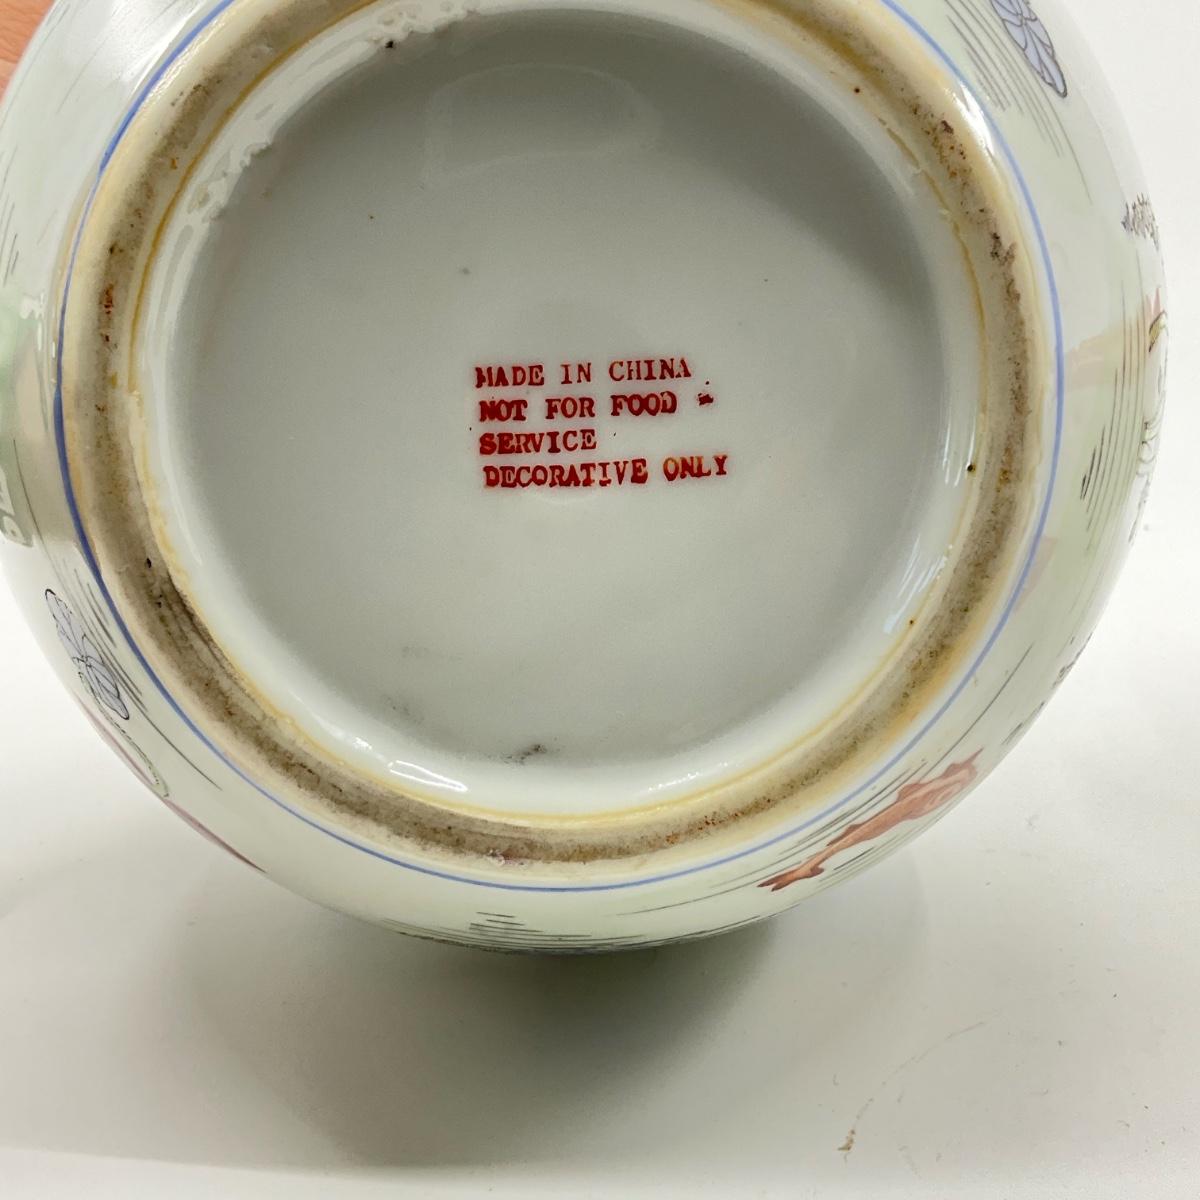 MADE IN CHINA
NOT FOR FOOD
SERVICE
DECORATIVE ONLY